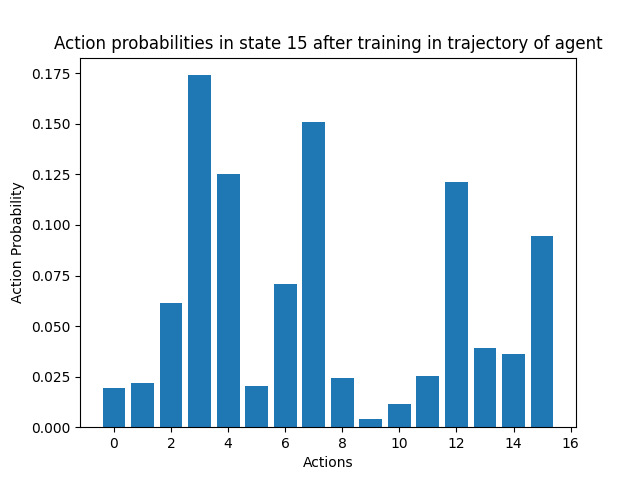 Action probabilities in state 15 after training in trajectory of agent
0.175
0.150
0.125
0.100
0.075
0.050
0.025
0.000
Action Probability
0 2 4 6 8 10 12 14 16
Actions